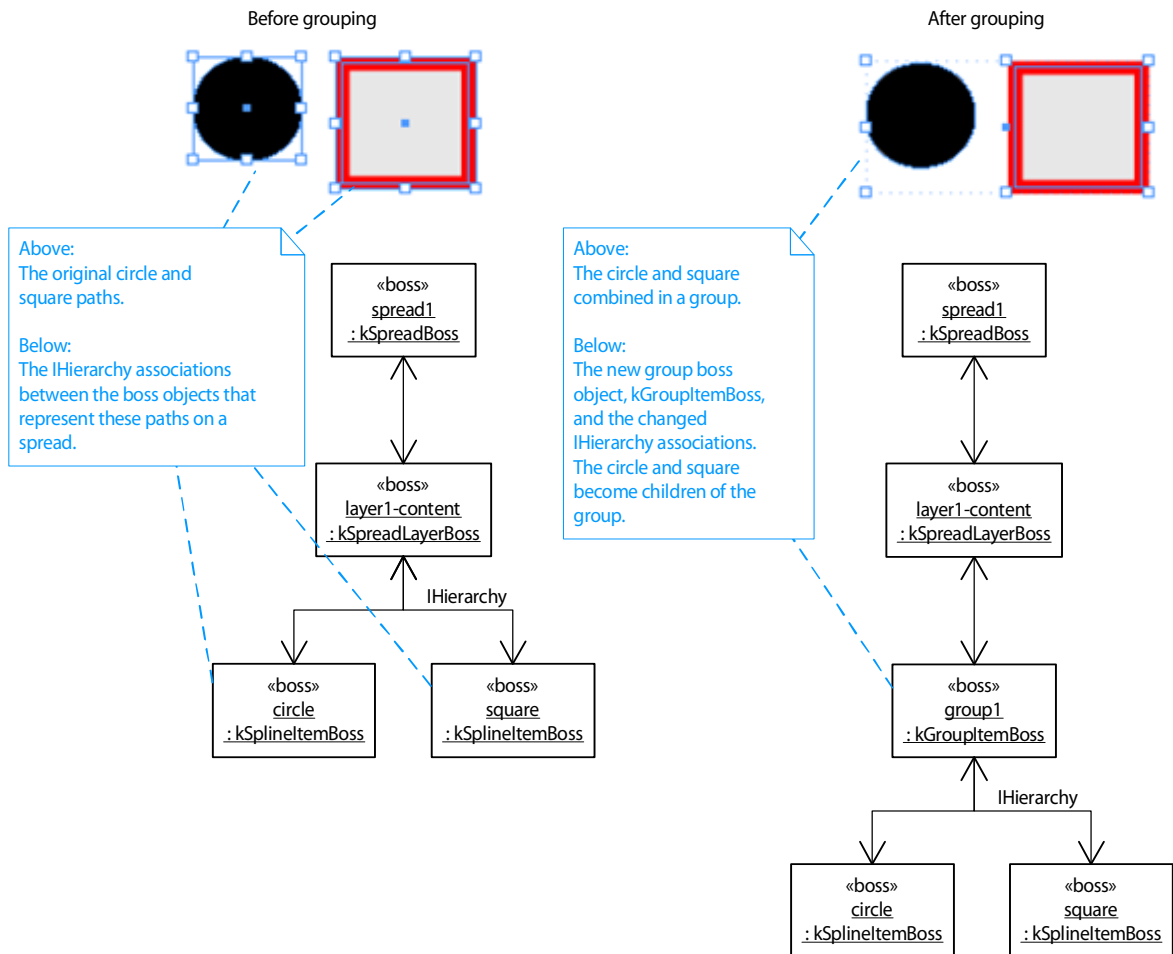 Before grouping
Above:
The original circle and
square paths.
Below:
The IHierarchy associations
between the boss objects that
represent these paths on a
spread.
«boss»
spread1
: kSpreadBoss
«boss»
layer1-content
: kSpreadLayerBoss
IHierarchy
«boss»
circle
: kSplineItemBoss
«boss»
square
: kSplineItemBoss
After grouping
Above:
The circle and square
combined in a group.
Below:
The new group boss
object, kGroupItemBoss,
and the changed
IHierarchy associations.
The circle and square
become children of the
group.
«boss»
spread1
: kSpreadBoss
«boss»
layer1-content
: kSpreadLayerBoss
«boss»
group1
: kGroupItemBoss
IHierarchy
«boss»
circle
: kSplineItemBoss
«boss»
square
: kSplineItemBoss